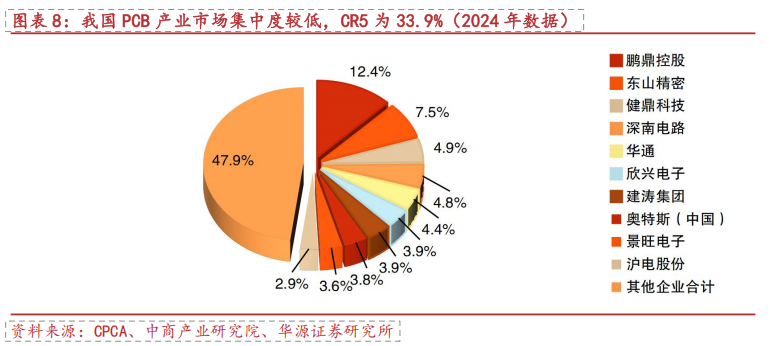 图表 8：我国 PCB 产业市场集中度较低，CR5 为 33.9%（2024 年数据）
12.4%
7.5%
4.9%
4.8%
4.4%
3.9%
3.9%
3.8%
3.6%
2.9%
47.9%
鹏鼎控股
东山精密
健鼎科技
深南电路
华通
欣兴电子
建涛集团
奥特斯（中国）
景旺电子
沪电股份
其他企业合计
资料来源：CPCA、中商产业研究院、华源证券研究所